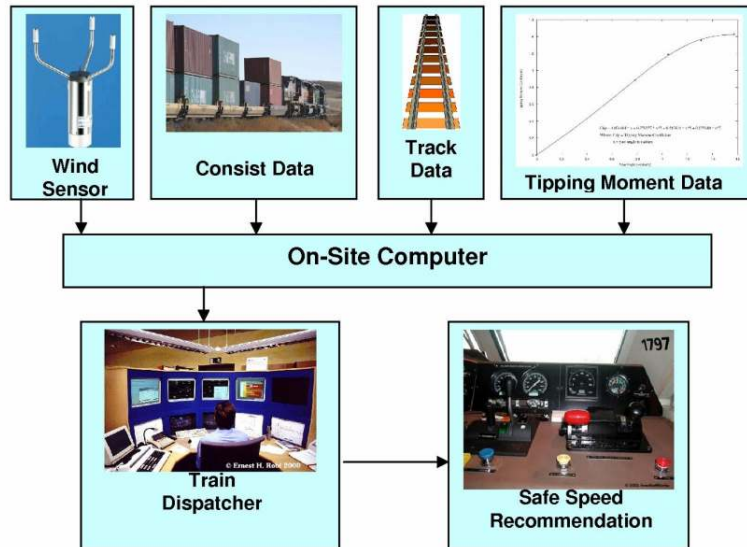 Wind
Sensor
Consist Data
Track
Data
Tipping Moment Data
On-Site Computer
© Ernest H. Robl 2000
Train
Dispatcher
1797
Safe Speed
Recommendation